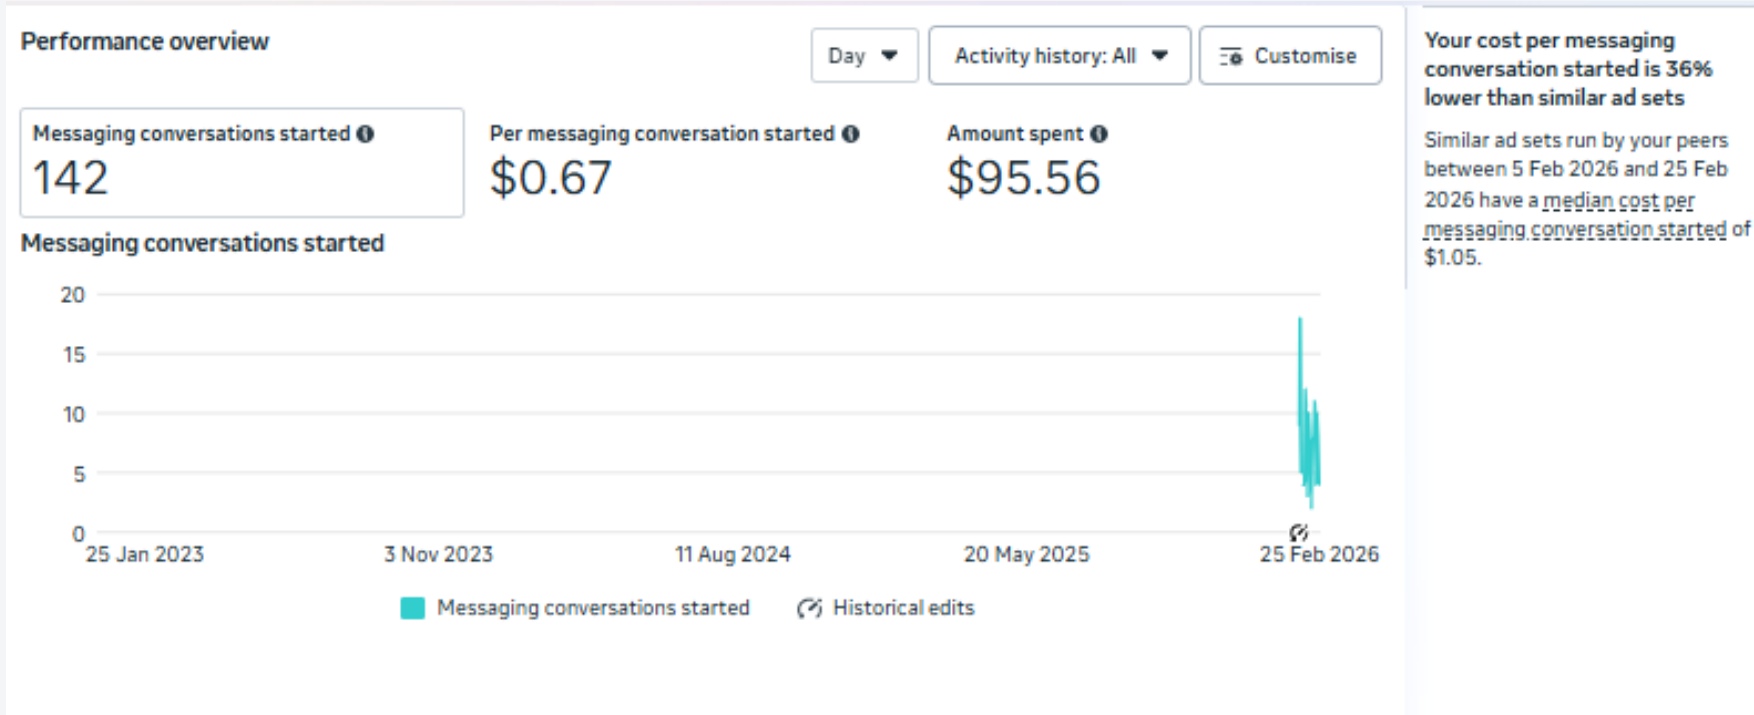 Performance overview
Day
Activity history: All
Customise
Messaging conversations started
142
Per messaging conversation started
$0.67
Amount spent
$95.56
Messaging conversations started
20
15
10
5
0
25 Jan 2023
3 Nov 2023
11 Aug 2024
20 May 2025
25 Feb 2026
Messaging conversations started
Historical edits
Your cost per messaging
conversation started is 36%
lower than similar ad sets
Similar ad sets run by your peers
between 5 Feb 2026 and 25 Feb
2026 have a median cost per
messaging conversation started of
$1.05.